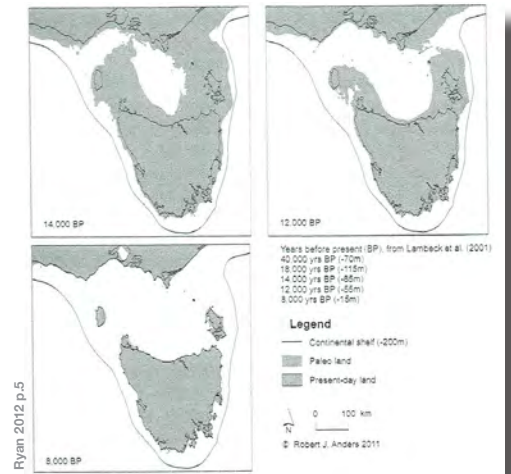 14,000 BP
12,000 BP
8,000 BP
Years before present (BP), from Lambeck et al. (2001)
40,000 yrs BP (-70m)
18,000 yrs BP (-115m)
14,000 yrs BP (-85m)
12,000 yrs BP (-55m)
8,000 yrs BP (-15m)
Legend
Continental shelf (-200m)
Paleo land
Present-day land
N
0 100 km
© Robert J. Anders 2011
Ryan 2012 p.5